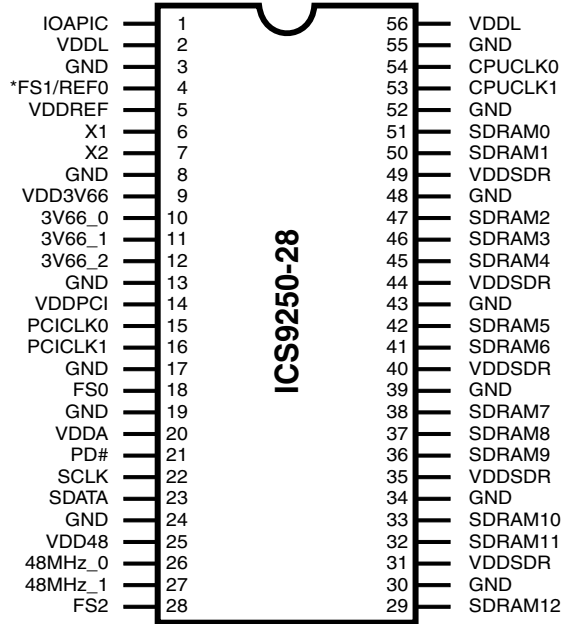 IOAPIC 1 56 VDDL
VDDL 2 55 GND
GND 3 54 CPUCLK0
*FS1/REF0 4 53 CPUCLK1
VDDREF 5 52 GND
X1 6 51 SDRAM0
X2 7 50 SDRAM1
GND 8 49 VDDSDR
VDD3V66 9 48 GND
3V66_0 10 47 SDRAM2
3V66_1 11 46 SDRAM3
3V66_2 12 45 SDRAM4
GND 13 44 VDDSDR
VDDPCI 14 43 GND
PCICLK0 15 42 SDRAM5
PCICLK1 16 41 SDRAM6
GND 17 40 VDDSDR
FS0 18 39 GND
GND 19 38 SDRAM7
VDDA 20 37 SDRAM8
PD# 21 36 SDRAM9
SCLK 22 35 VDDSDR
SDATA 23 34 GND
GND 24 33 SDRAM10
VDD48 25 32 SDRAM11
48MHz_0 26 31 VDDSDR
48MHz_1 27 30 GND
FS2 28 29 SDRAM12
ICS9250-28